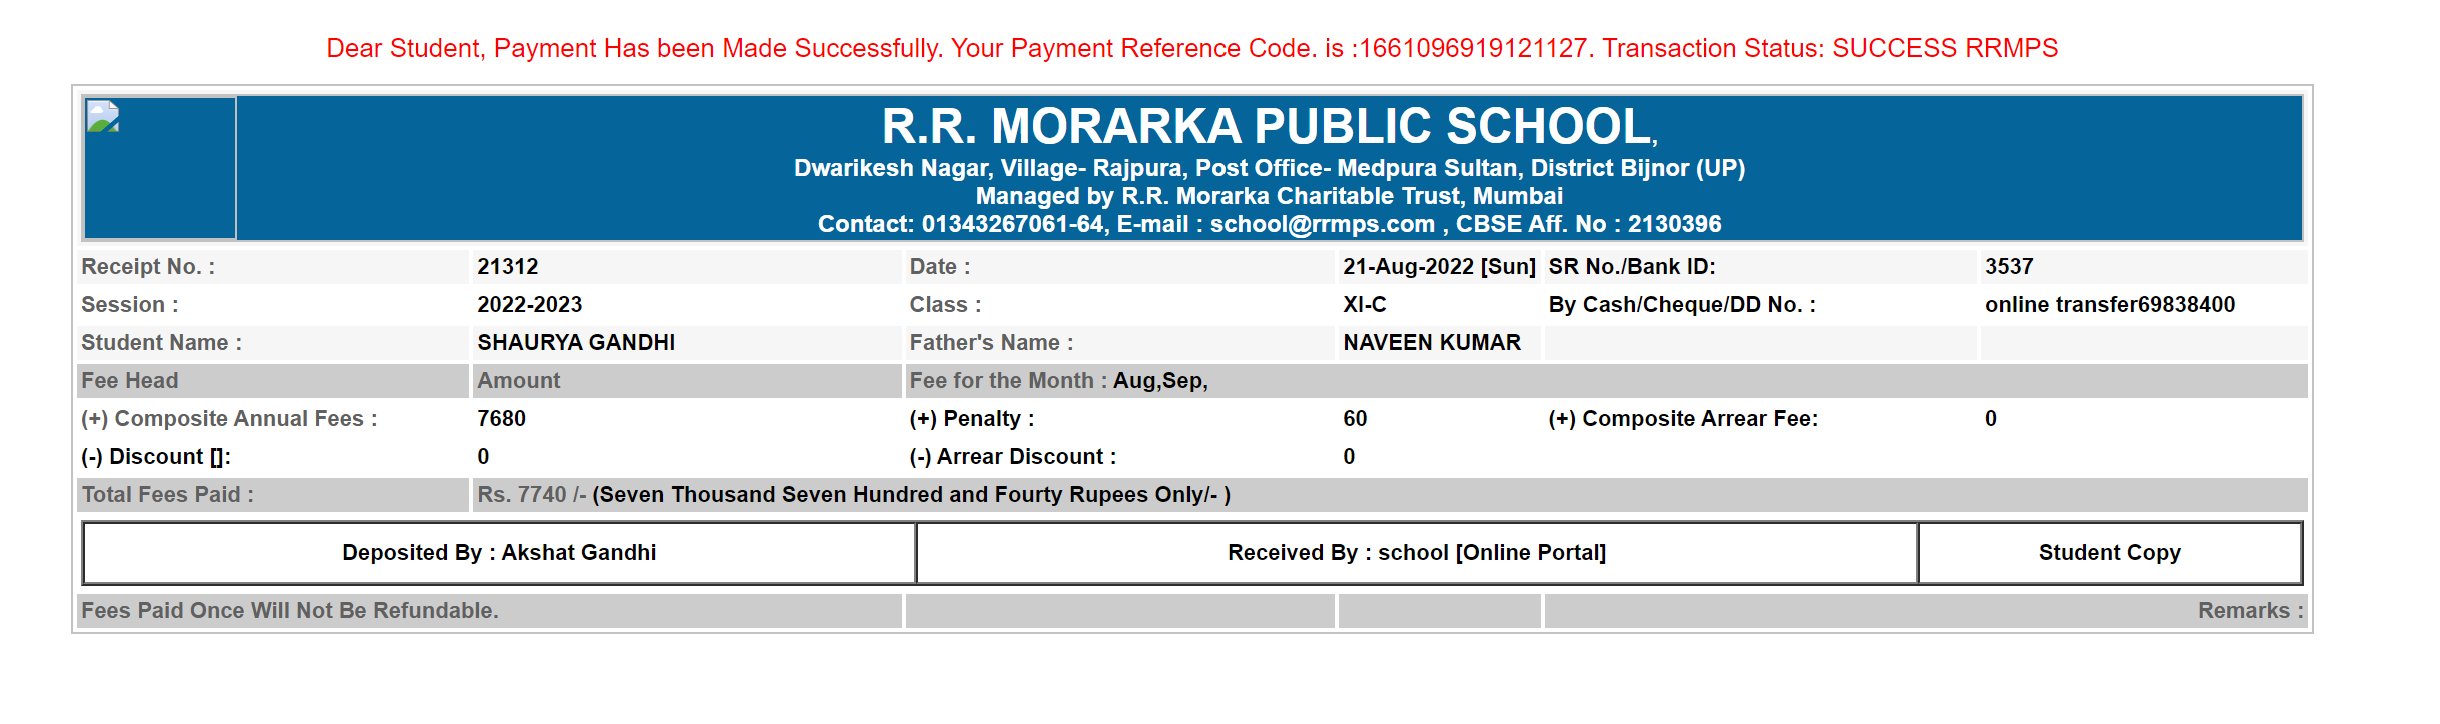 Dear Student, Payment Has been Made Successfully. Your Payment Reference Code. is :1661096919121127. Transaction Status: SUCCESS RRMPS
R.R. MORARKA PUBLIC SCHOOL,
Dwarikesh Nagar, Village- Rajpura, Post Office- Medpura Sultan, District Bijnor (UP)
Managed by R.R. Morarka Charitable Trust, Mumbai
Contact: 01343267061-64, E-mail : school@rrmps.com , CBSE Aff. No : 2130396
Receipt No. : 21312 Date : 21-Aug-2022 [Sun] SR No./Bank ID: 3537
Session : 2022-2023 Class : XI-C By Cash/Cheque/DD No. : online transfer69838400
Student Name : SHAURYA GANDHI Father's Name : NAVEEN KUMAR
Fee Head Amount Fee for the Month : Aug,Sep,
(+) Composite Annual Fees : 7680 (+) Penalty : 60 (+) Composite Arrear Fee: 0
(-) Discount []: 0 (-) Arrear Discount : 0
Total Fees Paid : Rs. 7740 /- (Seven Thousand Seven Hundred and Fourty Rupees Only/- )
Deposited By : Akshat Gandhi Received By : school [Online Portal] Student Copy
Fees Paid Once Will Not Be Refundable. Remarks :